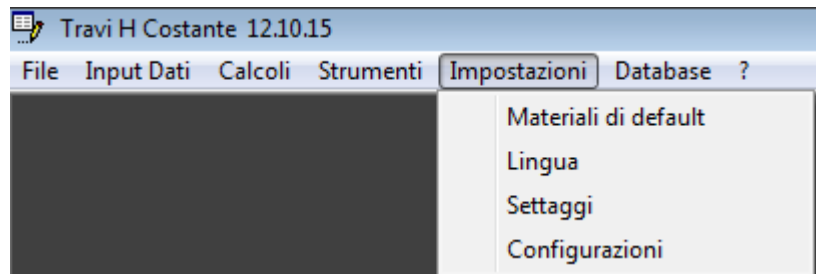 Travi H Costante 12.10.15
File Input Dati Calcoli Strumenti Impostazioni Database ?
Materiali di default
Lingua
Settaggi
Configurazioni